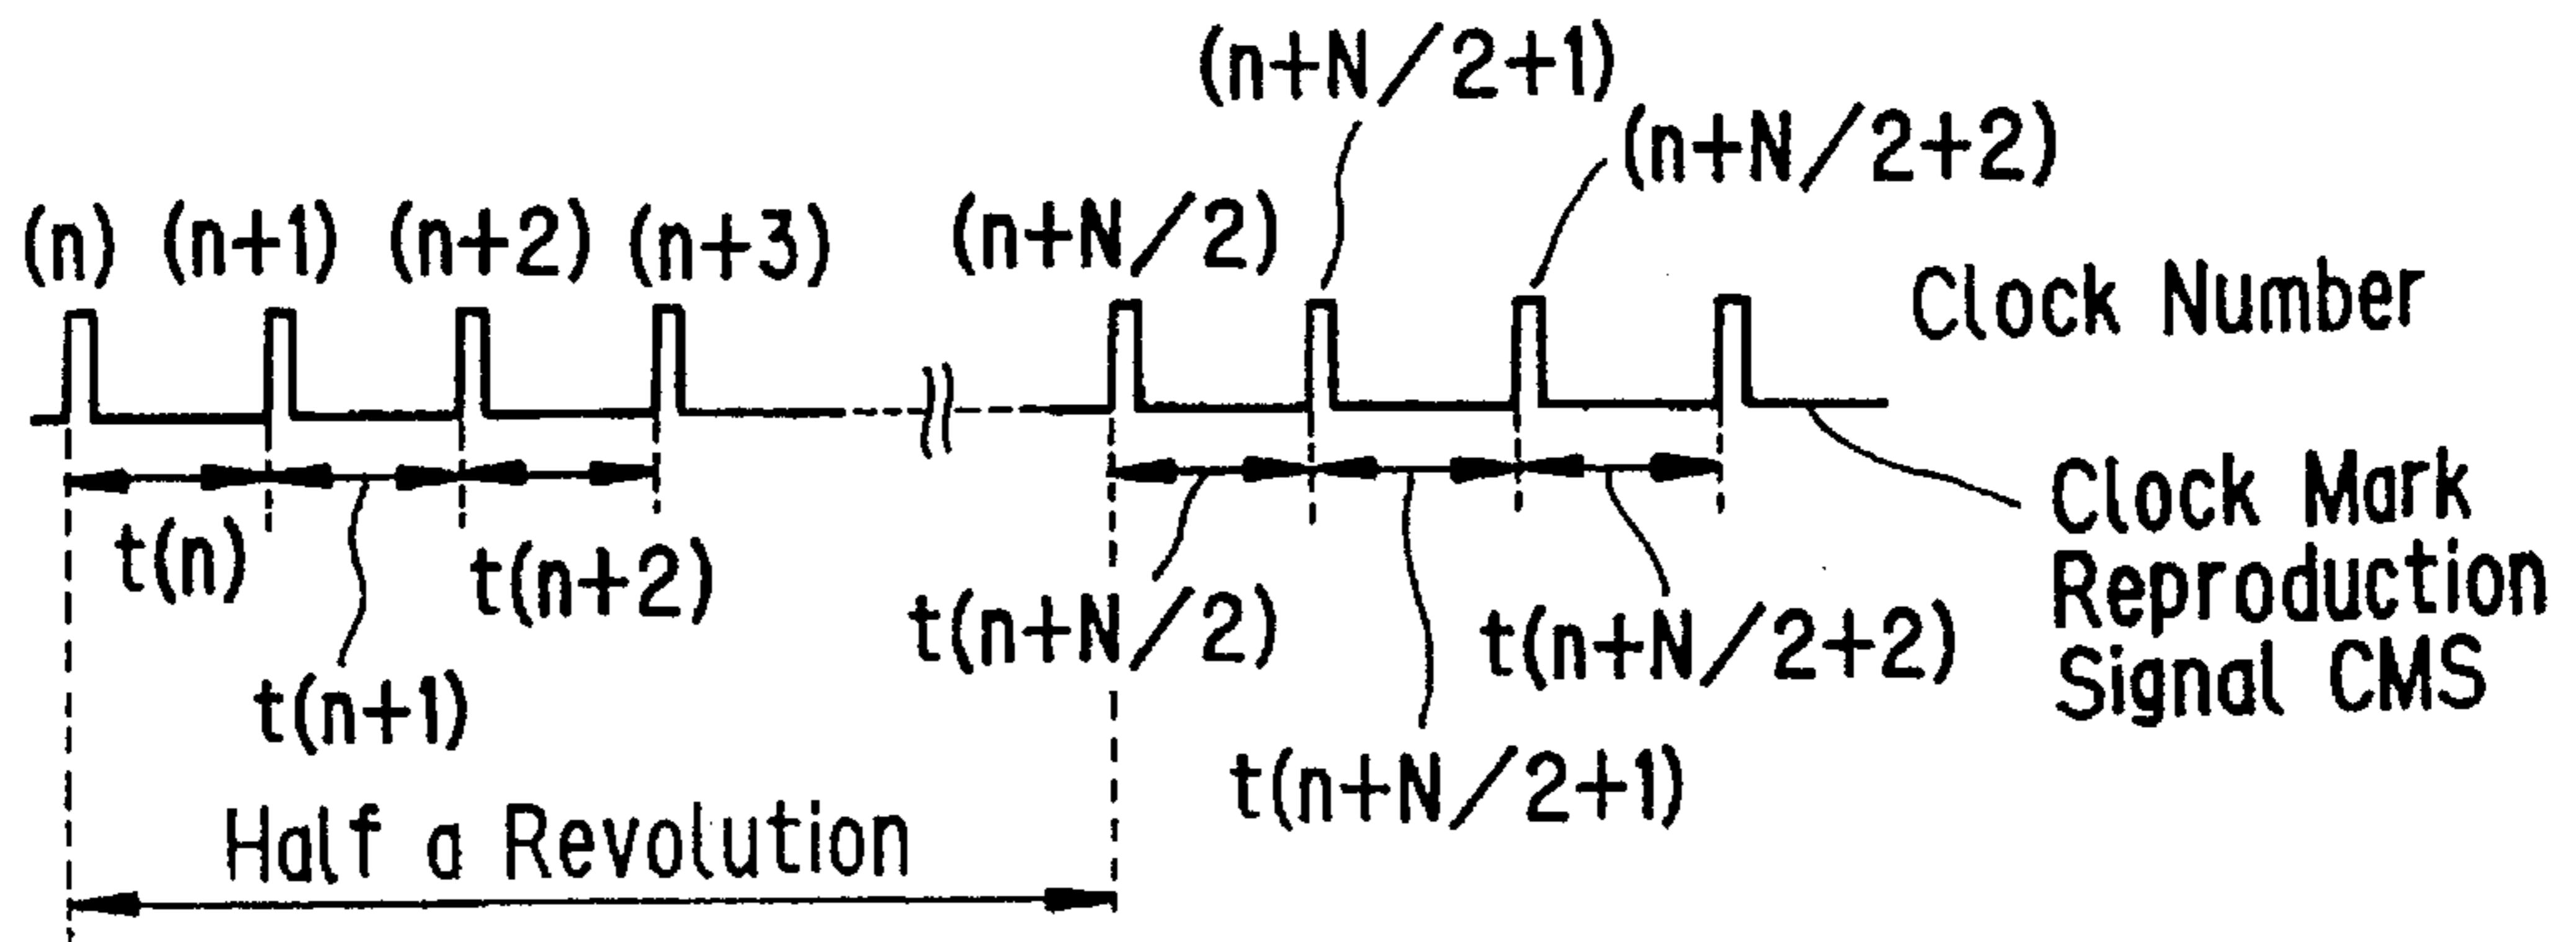 (n+N/2+1)
(n+N/2+2)
(n) (n+1) (n+2) (n+3) (n+N/2)
Clock Number
t(n)
t(n+1)
t(n+2)
t(n+N/2)
t(n+N/2+1)
t(n+N/2+2)
Clock Mark
Reproduction
Signal CMS
Half a Revolution